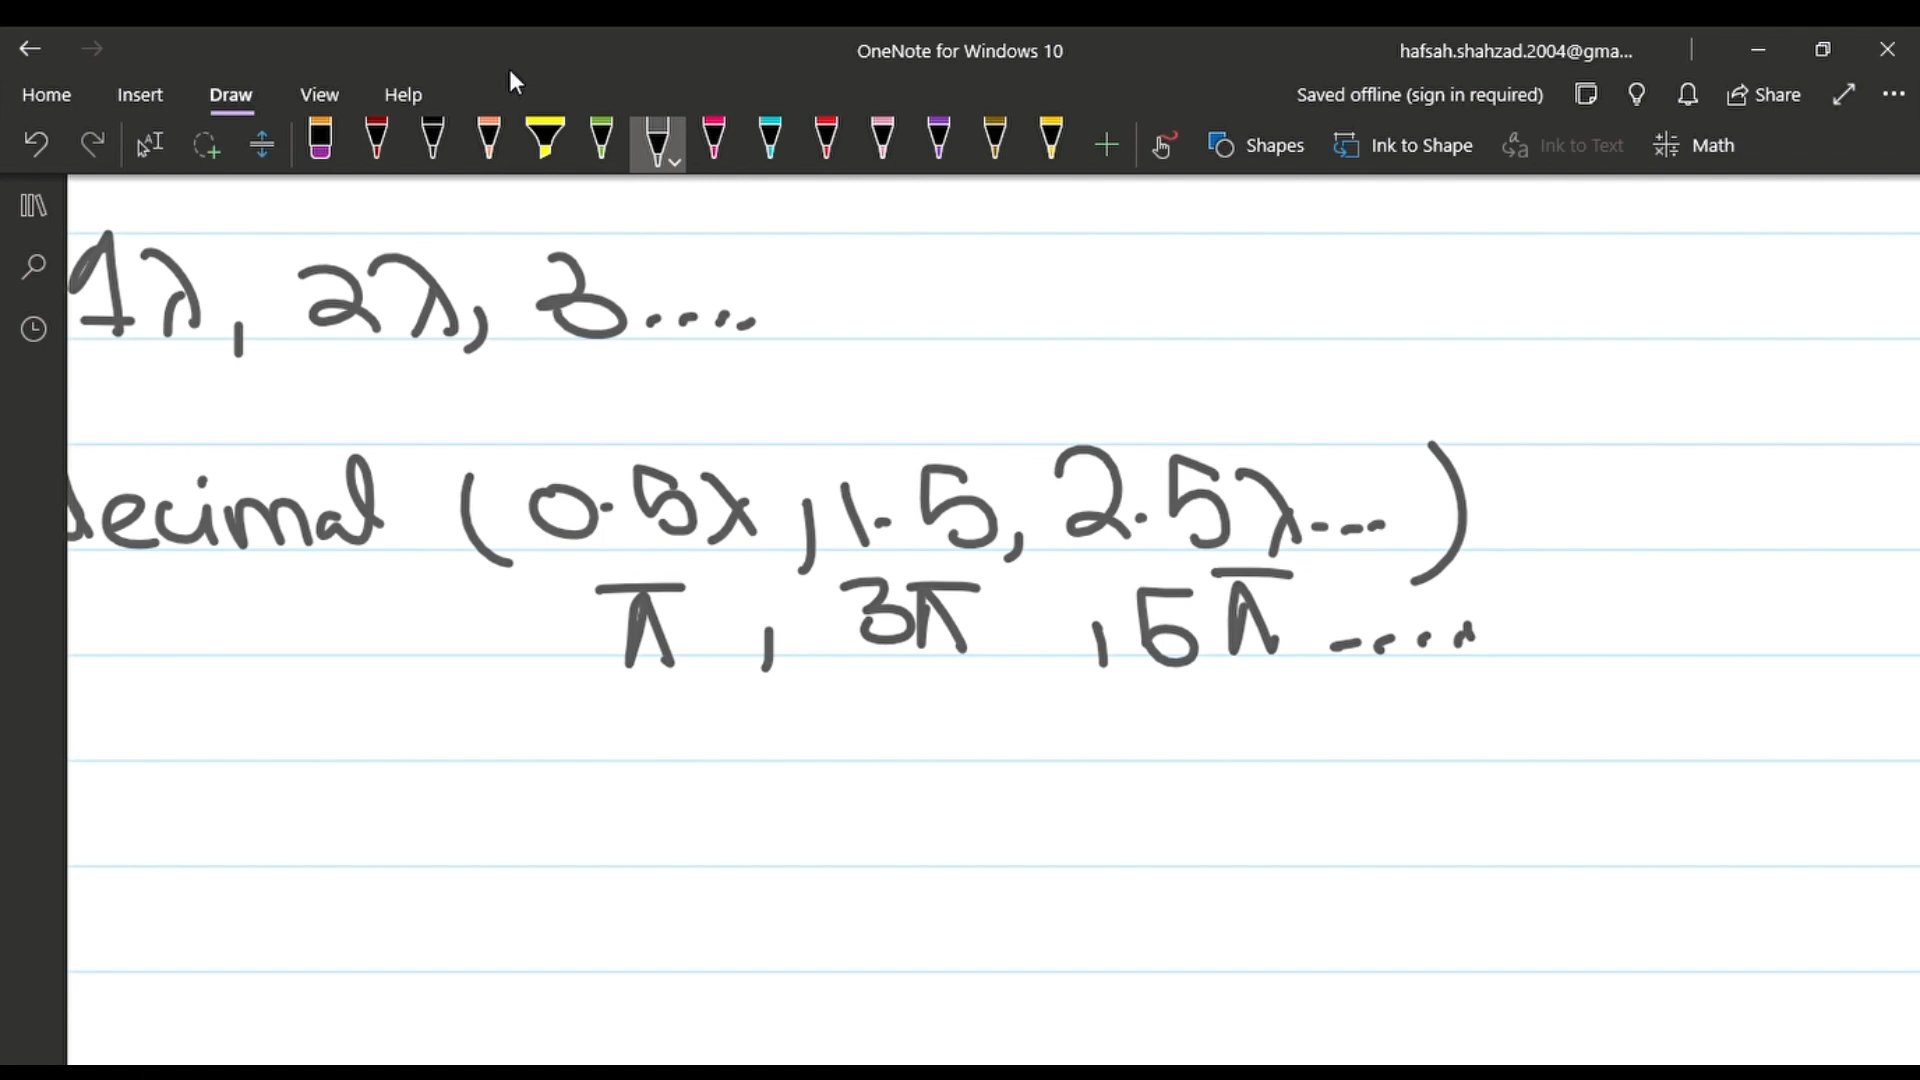 OneNote for Windows 10
hafsah.shahzad.2004@gma...
Home Insert Draw View Help
Saved offline (sign in required) Share
Shapes Ink to Shape Ink to Text Math
1λ, 2λ, 3....
decimal (0.5λ, 1.5, 2.5λ....)
π, 3π, 5π ....